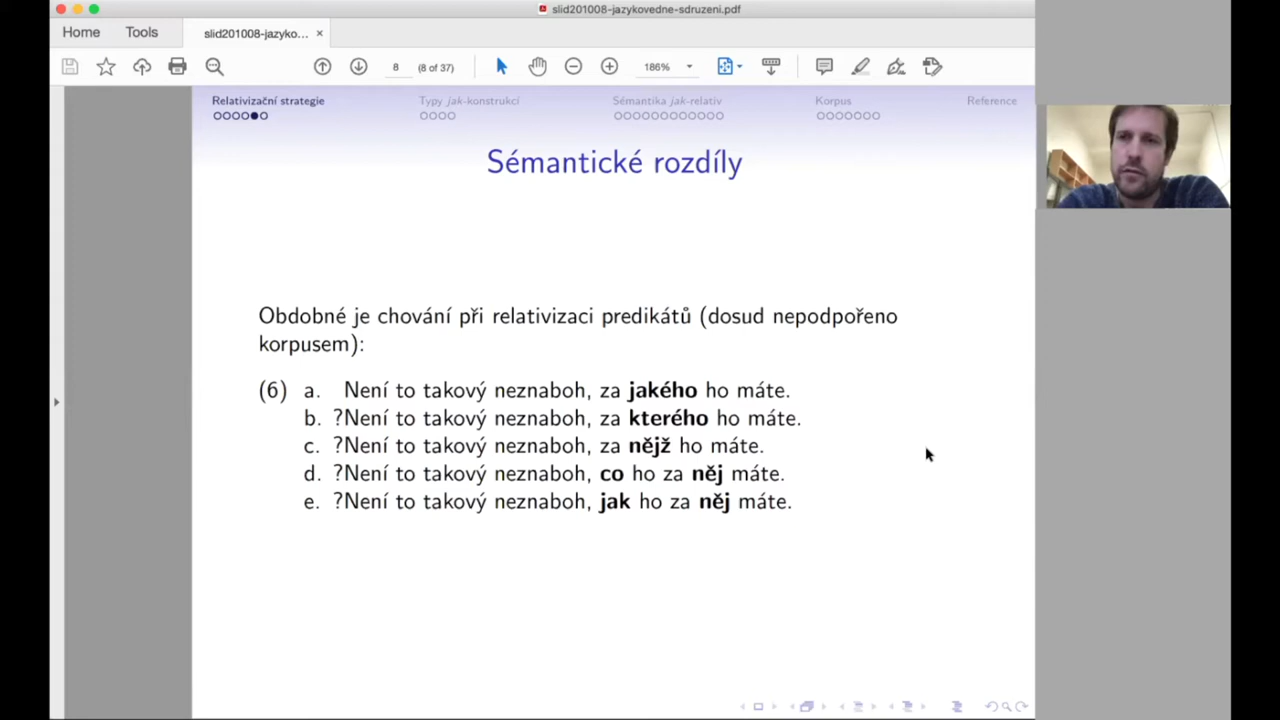 slid201008-jazykovedne-sdruzeni.pdf
Home Tools slid201008-jazyko... ×
8 (8 of 37) 186%
Relativizační strategie Typy jak-konstrukcí Sémantika jak-relativ Korpus Reference
Sémantické rozdíly
Obdobné je chování při relativizaci predikátů (dosud nepodpořeno
korpusem):
(6) a. Není to takový neznaboh, za jakého ho máte.
b. ?Není to takový neznaboh, za kterého ho máte.
c. ?Není to takový neznaboh, za nějž ho máte.
d. ?Není to takový neznaboh, co ho za něj máte.
e. ?Není to takový neznaboh, jak ho za něj máte.